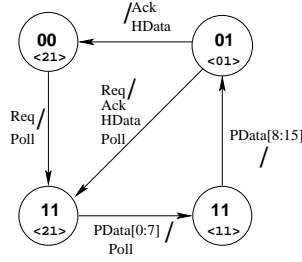 /Ack
HData
00
<21>
01
<01>
Req/
Ack
HData
Poll
Req/
Poll
PData[8:15]
/
11
<21>
11
<11>
PData[0:7] /
Poll